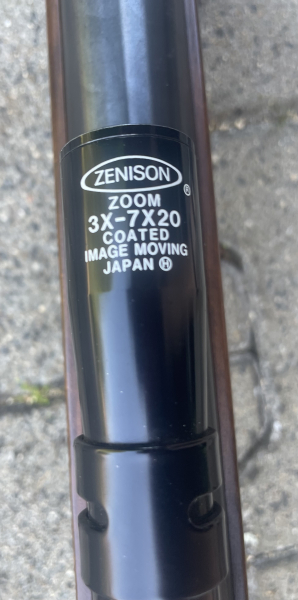 ZENISON ®
ZOOM
3X-7X20
COATED
IMAGE MOVING
JAPAN Ⓗ